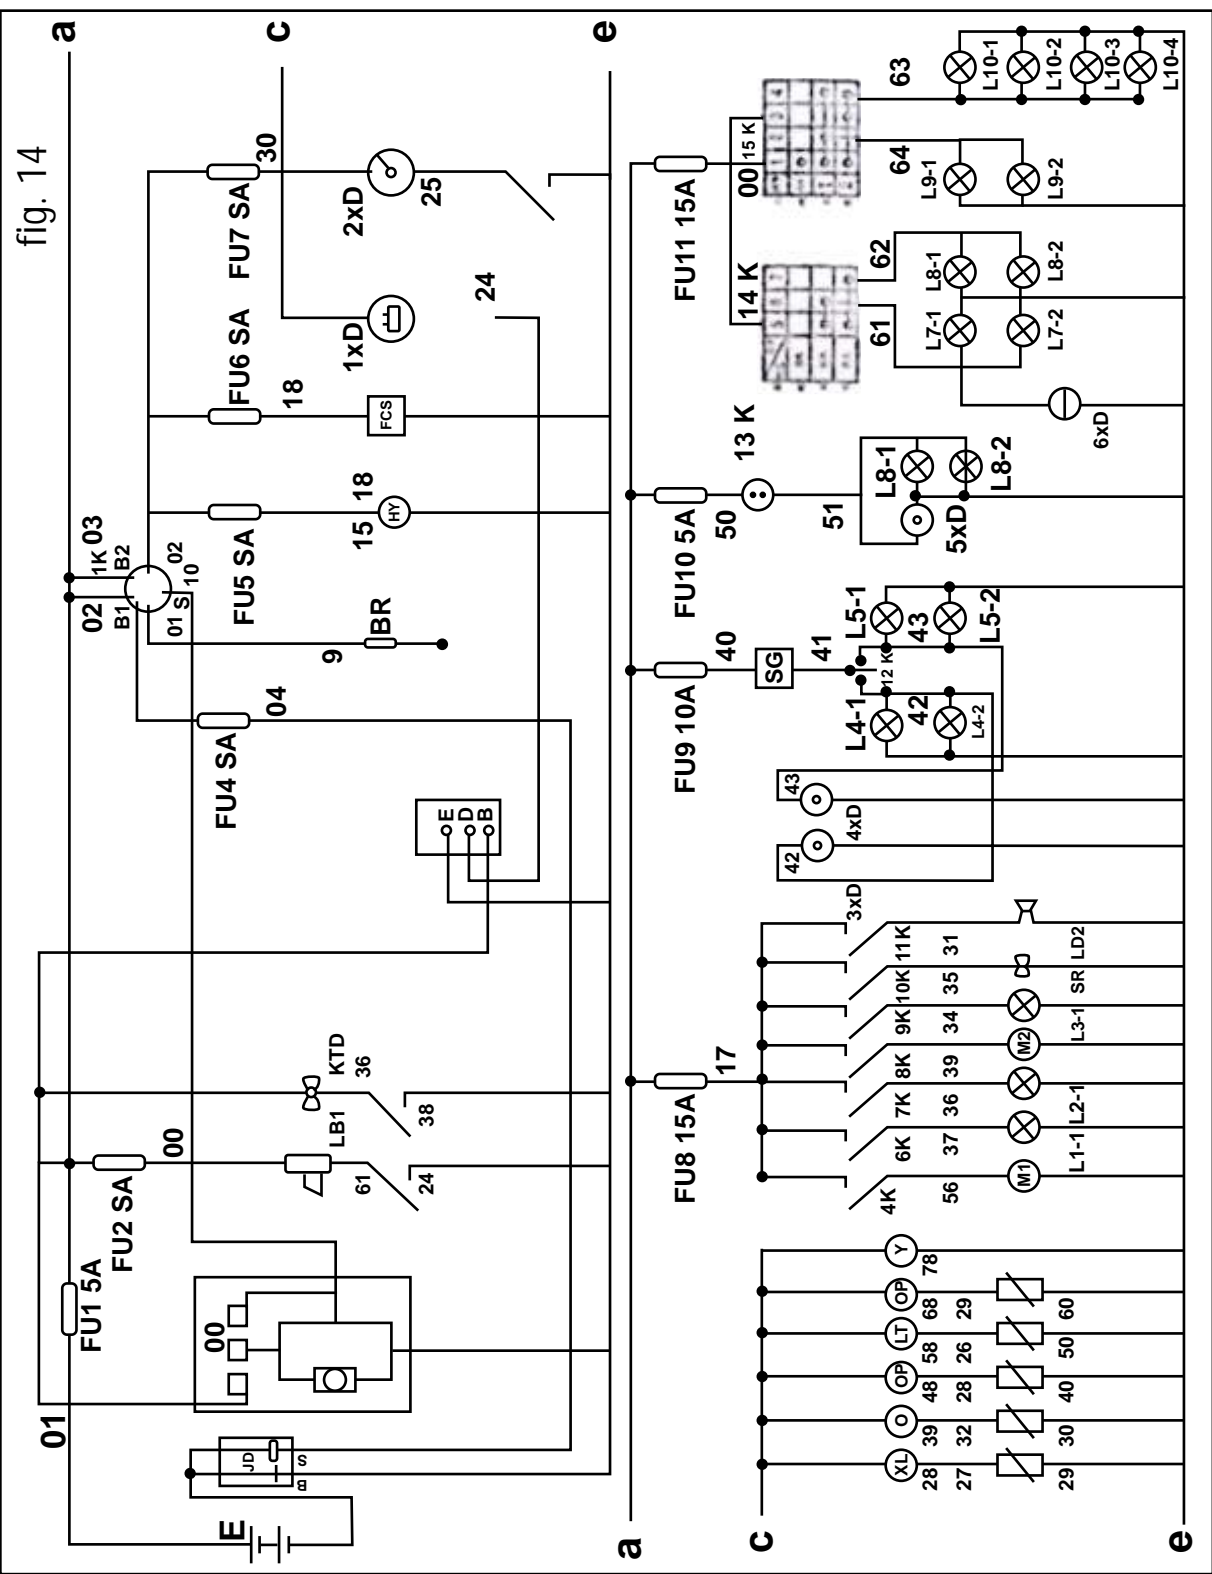 fig. 14
a
c
e
01
FU1 5A
FU2 SA
00
00
E
JD
B
S
LB1
61
24
KTD
36
38
E
D
B
FU4 SA
04
02
1K 03
B1
B2
01
S
10
02
9
BR
FU5 SA
15
18
HY
FU6 SA
18
FCS
FU7 SA
30
1xD
2xD
25
24
a
c
e
FU8 15A
17
FU9 10A
40
SG
41
12 K
FU10 5A
50
13 K
51
FU11 15A
14 K
00
15 K
61
62
64
63
XL
28
27
29
O
39
32
30
OP
48
28
40
LT
58
26
50
OP
68
29
60
Y
78
4K
56
M1
6K
37
L1-1
7K
36
L2-1
8K
39
M2
9K
34
L3-1
10K
35
SR
11K
31
LD2
3xD
42
4xD
43
L4-1
42
L4-2
L5-1
43
L5-2
5xD
L8-1
L8-2
6xD
L7-1
L7-2
L8-1
L8-2
L9-1
L9-2
L10-1
L10-2
L10-3
L10-4